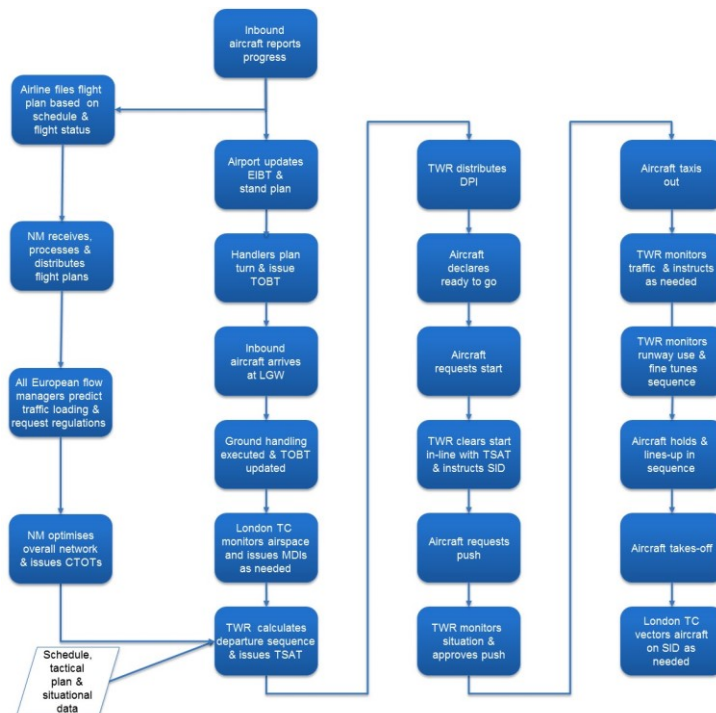 Inbound
aircraft reports
progress
Airline files flight
plan based on
schedule &
flight status
NM receives,
processes &
distributes
flight plans
All European flow
managers predict
traffic loading &
request regulations
NM optimises
overall network
& issues CTOTs
Schedule,
tactical
plan &
situational
data
Airport updates
EIBT &
stand plan
Handlers plan
turn & issue
TOBT
Inbound
aircraft arrives
at LGW
Ground handling
executed & TOBT
updated
London TC
monitors airspace
and issues MDIs
as needed
TWR calculates
departure sequence
& issues TSAT
TWR distributes
DPI
Aircraft
declares
ready to go
Aircraft
requests start
TWR clears start
in-line with TSAT
& instructs SID
Aircraft requests
push
TWR monitors
situation &
approves push
Aircraft taxis
out
TWR monitors
traffic & instructs
as needed
TWR monitors
runway use &
fine tunes
sequence
Aircraft holds &
lines-up in
sequence
Aircraft takes-off
London TC
vectors aircraft
on SID as
needed